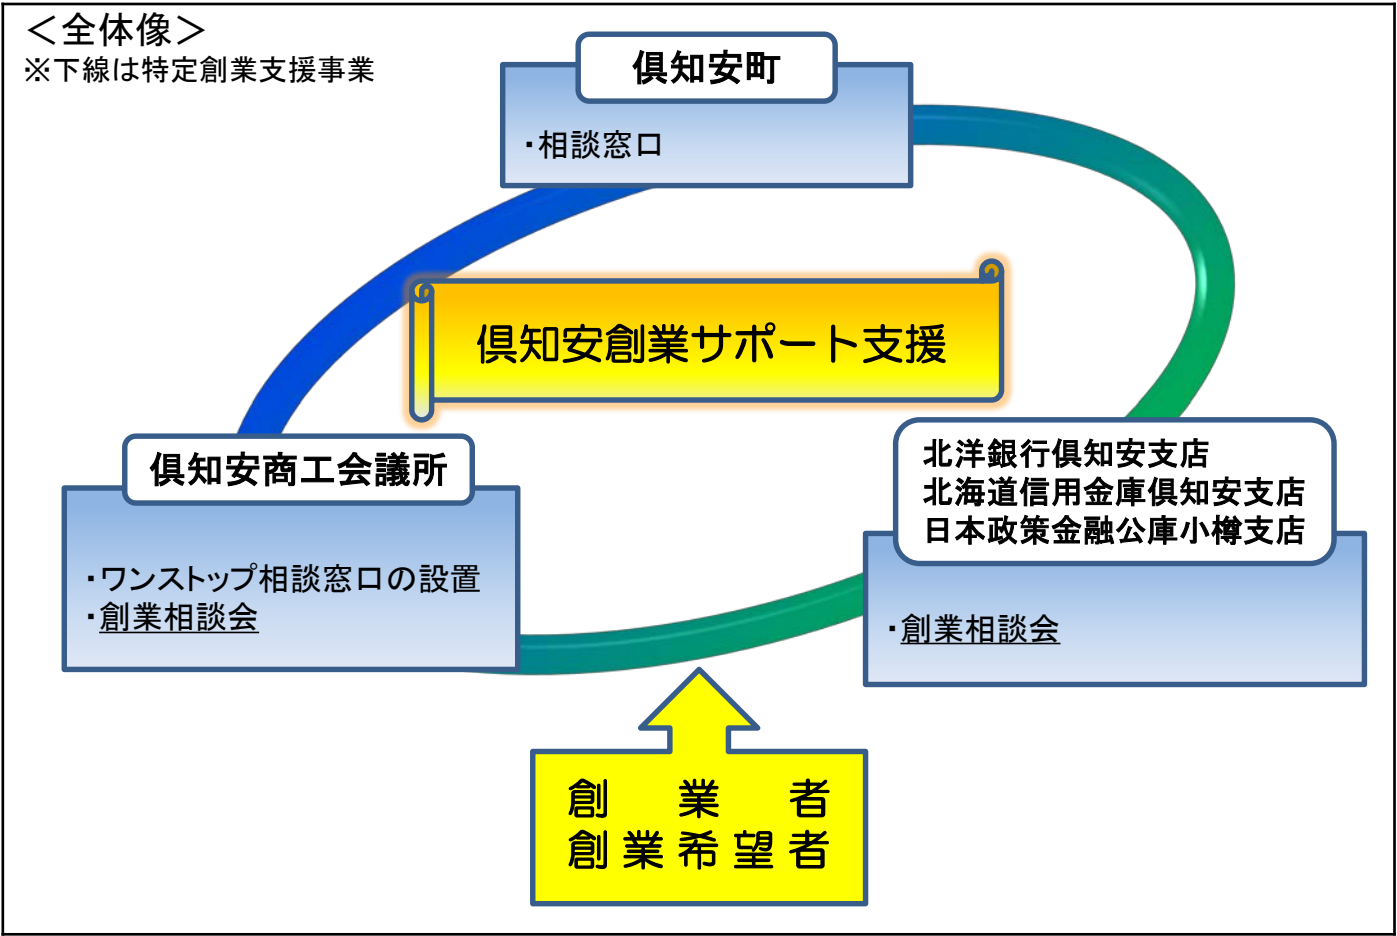 ＜全体像＞
※下線は特定創業支援事業
倶知安町
・相談窓口
倶知安創業サポート支援
倶知安商工会議所
・ワンストップ相談窓口の設置
・創業相談会
北洋銀行倶知安支店
北海道信用金庫倶知安支店
日本政策金融公庫小樽支店
・創業相談会
創業者
創業希望者